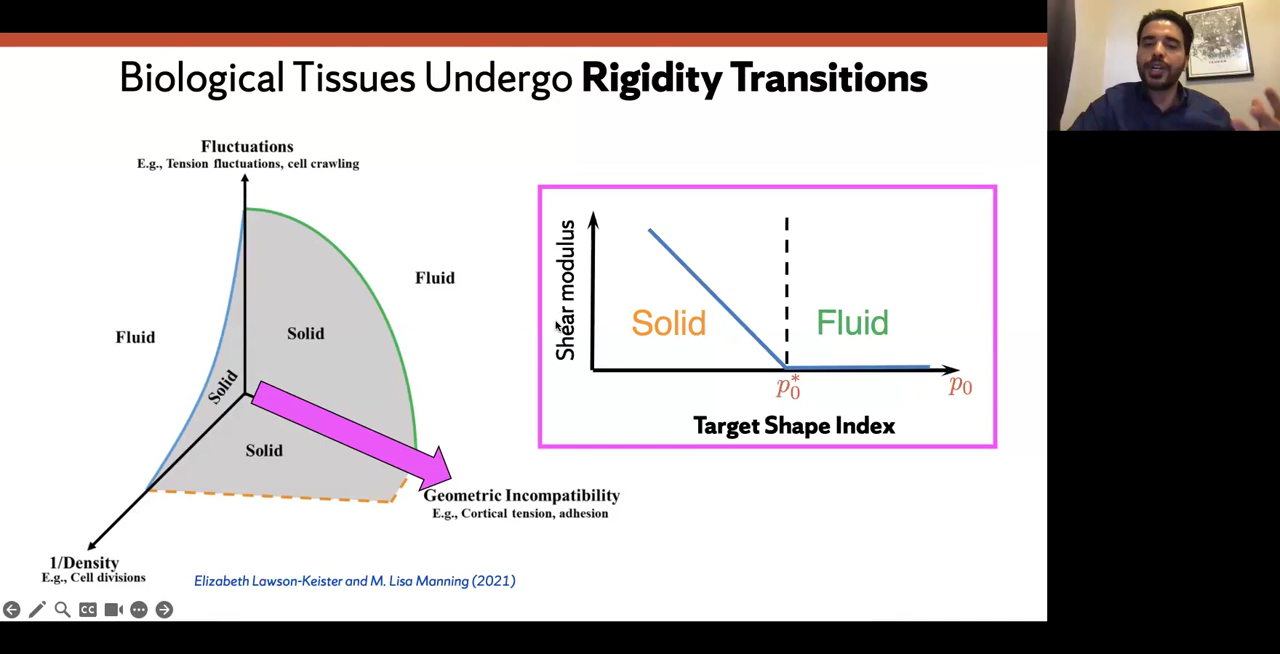 Biological Tissues Undergo Rigidity Transitions
Fluctuations
E.g., Tension fluctuations, cell crawling
Fluid
Solid
Fluid
Solid
Solid
Geometric Incompatibility
E.g., Cortical tension, adhesion
1/Density
E.g., Cell divisions
Elizabeth Lawson-Keister and M. Lisa Manning (2021)
Shear modulus
Solid
Fluid
p₀*
p₀
Target Shape Index
CC